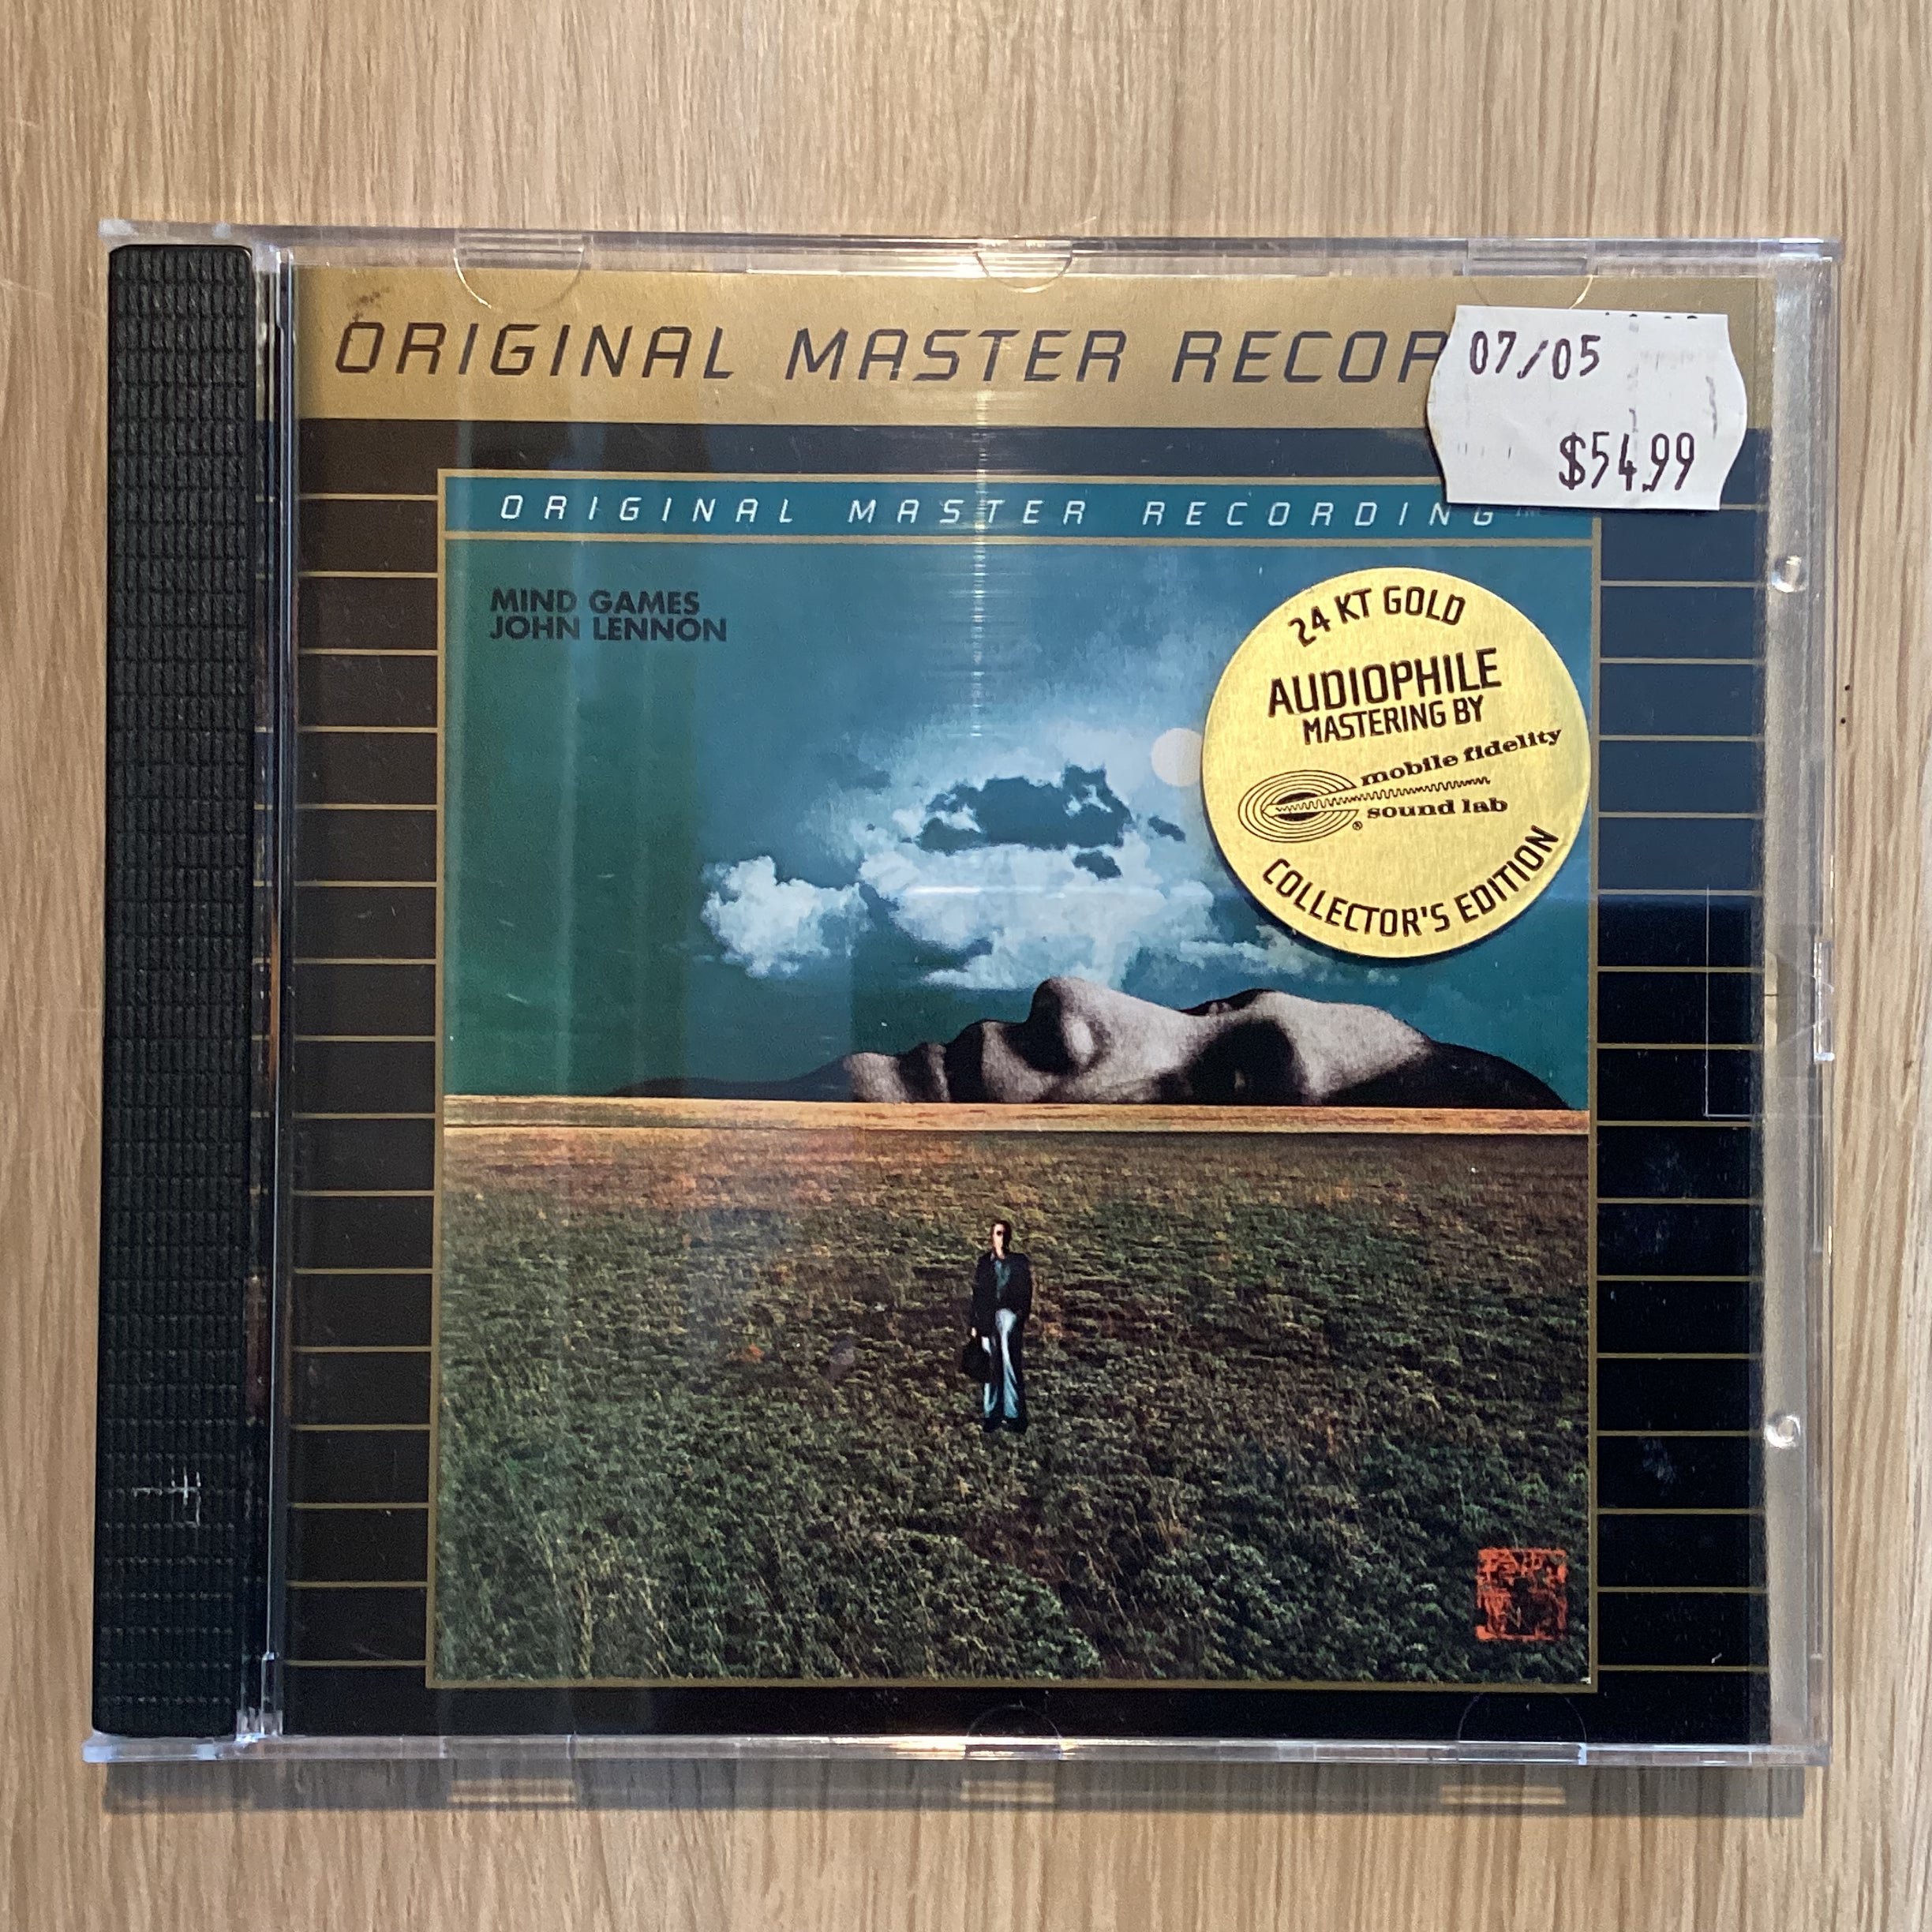 ORIGINAL MASTER RECOR
07/05
$54.99
ORIGINAL MASTER RECORDING
MIND GAMES
JOHN LENNON
24 KT GOLD
AUDIOPHILE
MASTERING BY
mobile fidelity
sound lab
®
COLLECTOR'S EDITION